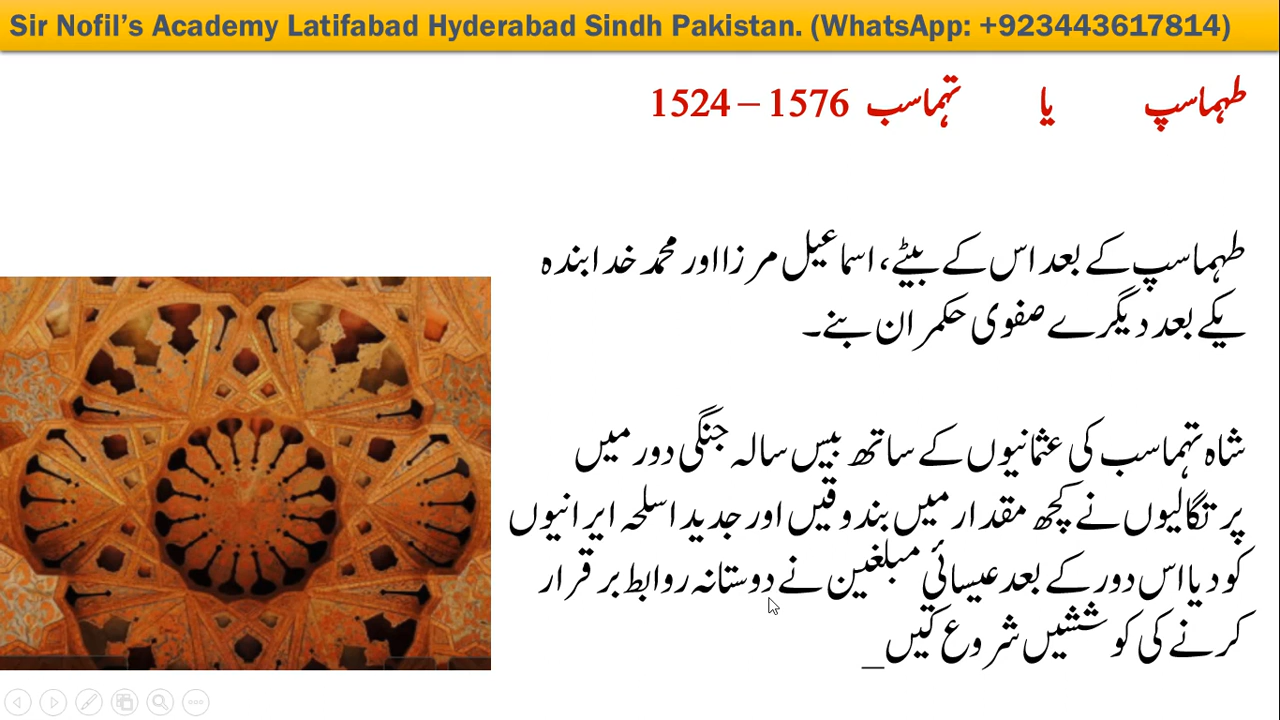 Sir Nofil’s Academy Latifabad Hyderabad Sindh Pakistan. (WhatsApp: +923443617814)
طہماسپ یا تہماسب 1576 – 1524
طہماسپ کے بعد اس کے بیٹے، اسماعیل مرزا اور محمد خدابندہ
یکے بعد دیگرے صفوی حکمران بنے۔
شاہ تہماسب کی عثمانیوں کے ساتھ بیس سالہ جنگی دور میں
پرتگالیوں نے کچھ مقدار میں بندوقیں اور جدید اسلحہ ایرانیوں
کو دیا اس دور کے بعد عیسائی مبلغین نے دوستانہ روابط برقرار
کرنے کی کوششیں شروع کیں_